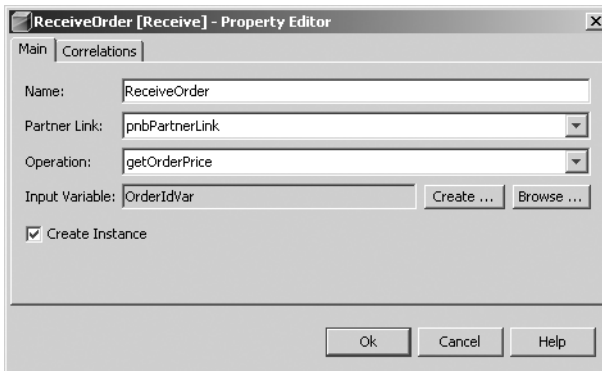 ReceiveOrder [Receive] - Property Editor
Main Correlations
Name: ReceiveOrder
Partner Link: pnbPartnerLink
Operation: getOrderPrice
Input Variable: OrderIdVar Create ... Browse ...
Create Instance
Ok Cancel Help